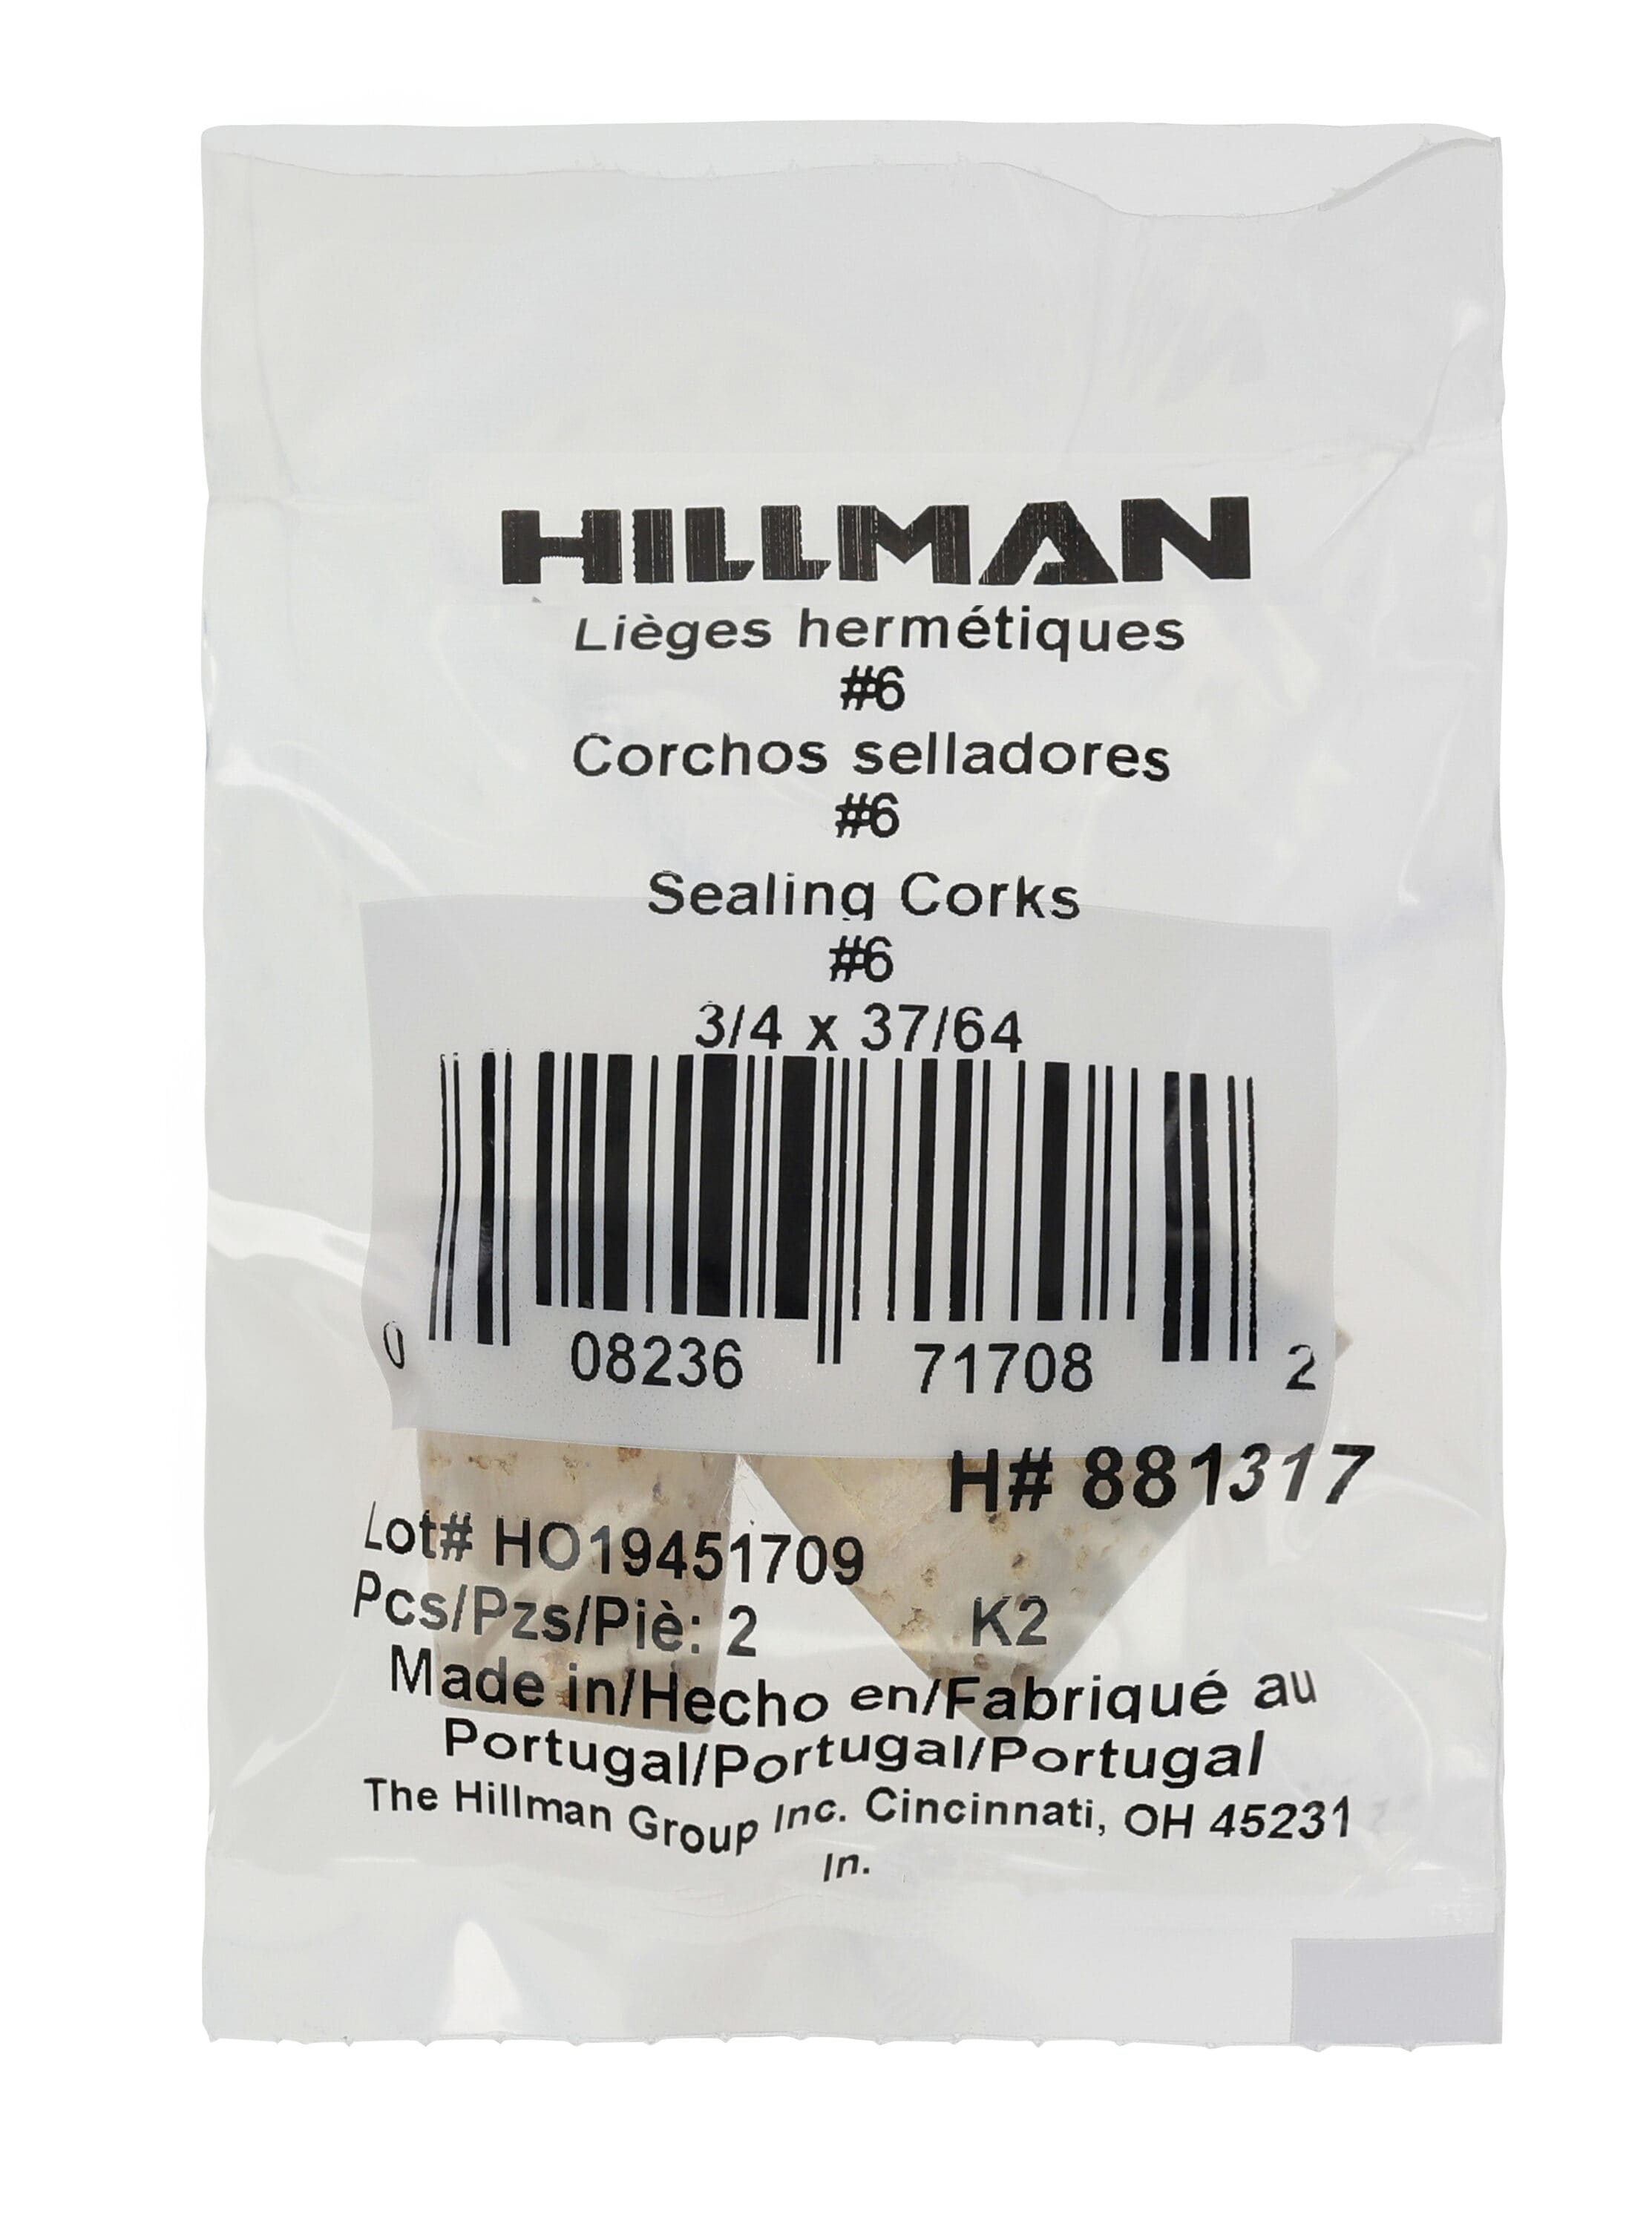 HILLMAN
Lièges hermétiques
#6
Corchos selladores
#6
Sealing Corks
#6
3/4 x 37/64
0 08236 71708 2
H# 881317
Lot# HO19451709
Pcs/Pzs/Piè: 2 K2
Made in/Hecho en/Fabriqué au
Portugal/Portugal/Portugal
The Hillman Group Inc. Cincinnati, OH 45231
In.